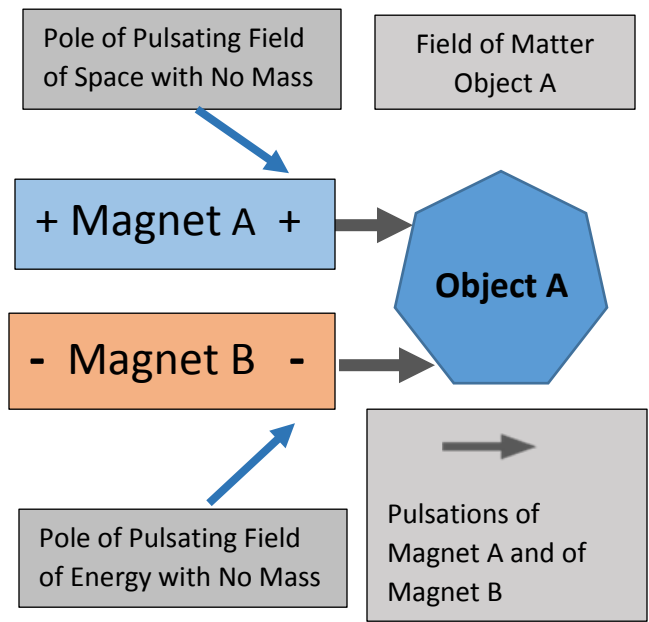 Pole of Pulsating Field
of Space with No Mass
Field of Matter
Object A
+ Magnet A +
Object A
- Magnet B -
Pulsations of
Magnet A and of
Magnet B
Pole of Pulsating Field
of Energy with No Mass